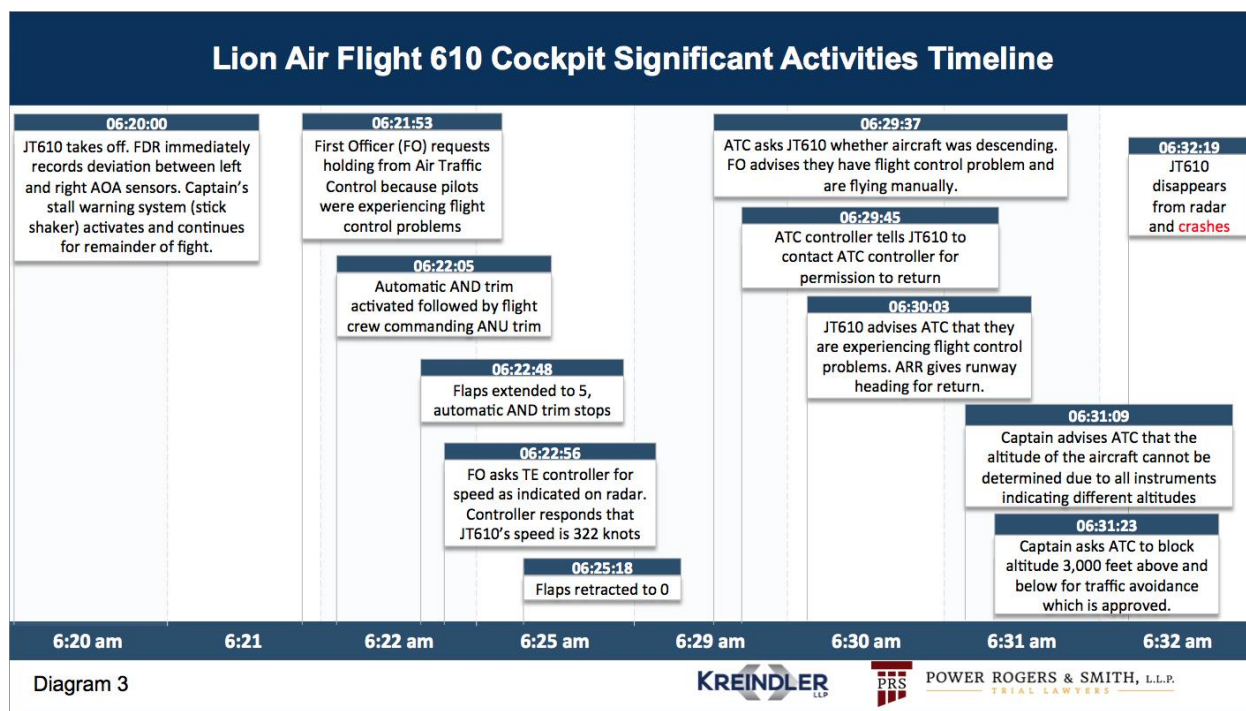 Lion Air Flight 610 Cockpit Significant Activities Timeline
06:20:00
JT610 takes off. FDR immediately
records deviation between left
and right AOA sensors. Captain's
stall warning system (stick
shaker) activates and continues
for remainder of fight.
06:21:53
First Officer (FO) requests
holding from Air Traffic
Control because pilots
were experiencing flight
control problems
06:22:05
Automatic AND trim
activated followed by flight
crew commanding ANU trim
06:22:48
Flaps extended to 5,
automatic AND trim stops
06:22:56
FO asks TE controller for
speed as indicated on radar.
Controller responds that
JT610's speed is 322 knots
06:25:18
Flaps retracted to 0
06:29:37
ATC asks JT610 whether aircraft was descending.
FO advises they have flight control problem and
are flying manually.
06:29:45
ATC controller tells JT610 to
contact ATC controller for
permission to return
06:30:03
JT610 advises ATC that they
are experiencing flight control
problems. ARR gives runway
heading for return.
06:31:09
Captain advises ATC that the
altitude of the aircraft cannot be
determined due to all instruments
indicating different altitudes
06:31:23
Captain asks ATC to block
altitude 3,000 feet above and
below for traffic avoidance
which is approved.
06:32:19
JT610
disappears
from radar
and crashes
6:20 am
6:21
6:22 am
6:25 am
6:29 am
6:30 am
6:31 am
6:32 am
Diagram 3
KREINDLER
LLP
PRS
POWER ROGERS & SMITH, L.L.P.
TRIAL LAWYERS